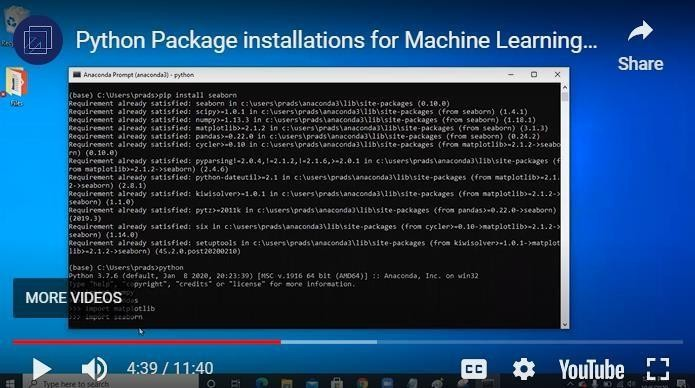 Python Package installations for Machine Learning...
Share
Files
Anaconda Prompt (anaconda3) - python
(base) C:\Users\prads>pip install seaborn
Requirement already satisfied: seaborn in c:\users\prads\anaconda3\lib\site-packages (0.10.0)
Requirement already satisfied: scipy>=1.0.1 in c:\users\prads\anaconda3\lib\site-packages (from seaborn) (1.4.1)
Requirement already satisfied: numpy>=1.13.3 in c:\users\prads\anaconda3\lib\site-packages (from seaborn) (1.18.1)
Requirement already satisfied: matplotlib>=2.1.2 in c:\users\prads\anaconda3\lib\site-packages (from seaborn) (3.1.3)
Requirement already satisfied: pandas>=0.22.0 in c:\users\prads\anaconda3\lib\site-packages (from seaborn) (0.24.2)
Requirement already satisfied: cycler>=0.10 in c:\users\prads\anaconda3\lib\site-packages (from matplotlib>=2.1.2->seaborn
) (0.10.0)
Requirement already satisfied: pyparsing!=2.0.4,!=2.1.2,!=2.1.6,>=2.0.1 in c:\users\prads\anaconda3\lib\site-packages (f
rom matplotlib>=2.1.2->seaborn) (2.4.6)
Requirement already satisfied: python-dateutil>=2.1 in c:\users\prads\anaconda3\lib\site-packages (from matplotlib>=2.1.
2->seaborn) (2.8.1)
Requirement already satisfied: kiwisolver>=1.0.1 in c:\users\prads\anaconda3\lib\site-packages (from matplotlib>=2.1.2->
seaborn) (1.1.0)
Requirement already satisfied: pytz>=2011k in c:\users\prads\anaconda3\lib\site-packages (from pandas>=0.22.0->seaborn)
(2019.3)
Requirement already satisfied: six in c:\users\prads\anaconda3\lib\site-packages (from cycler>=0.10->matplotlib>=2.1.2->
seaborn) (1.14.0)
Requirement already satisfied: setuptools in c:\users\prads\anaconda3\lib\site-packages (from kiwisolver>=1.0.1->matplot
lib>=2.1.2->seaborn) (45.2.0.post20200210)
(base) C:\Users\prads>python
Python 3.7.6 (default, Jan 8 2020, 20:23:39) [MSC v.1916 64 bit (AMD64)] :: Anaconda, Inc. on win32
Type "help", "copyright", "credits" or "license" for more information.
MORE VIDEOS
>>> import matplotlib
>>> import seaborn
4:39 / 11:40
CC
YouTube
Type here to search